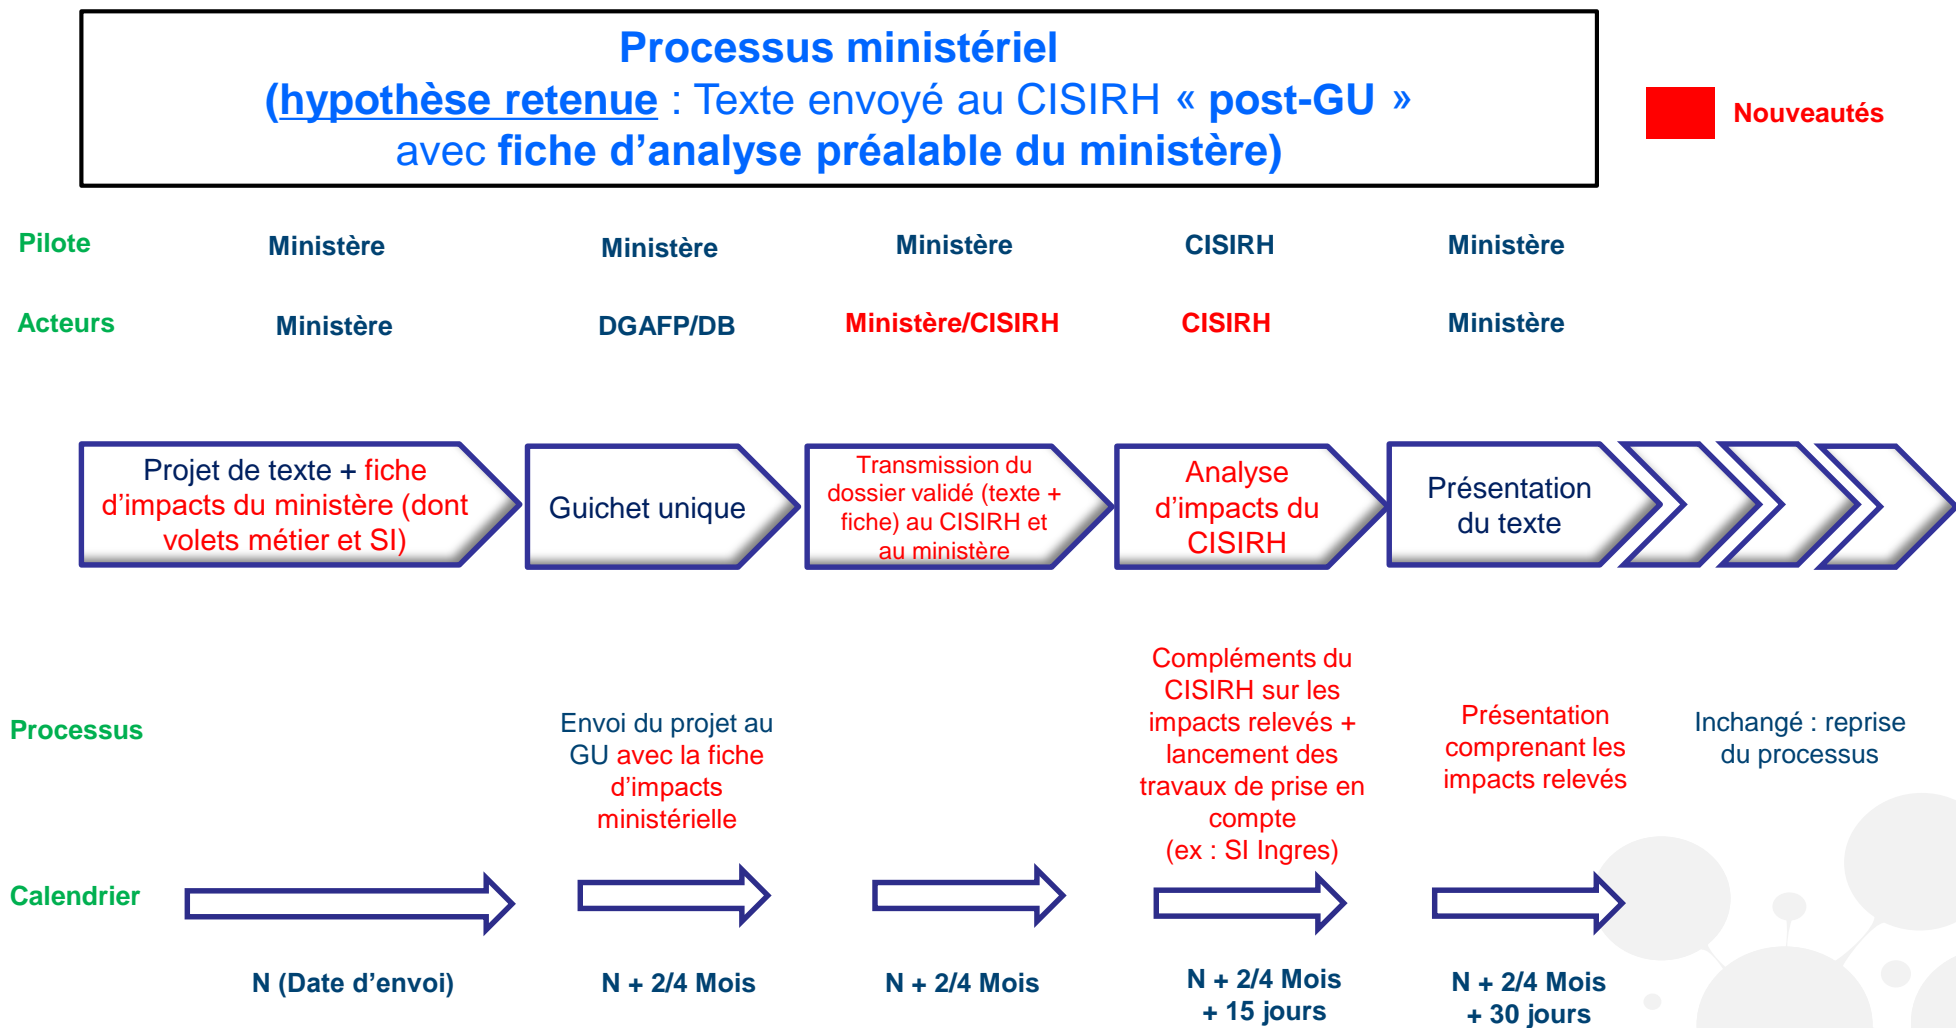 Processus ministériel
(hypothèse retenue : Texte envoyé au CISIRH « post-GU »
avec fiche d’analyse préalable du ministère)
Nouveautés
Pilote
Ministère
Ministère
Ministère
CISIRH
Ministère
Acteurs
Ministère
DGAFP/DB
Ministère/CISIRH
CISIRH
Ministère
Projet de texte + fiche
d’impacts du ministère (dont
volets métier et SI)
Guichet unique
Transmission du
dossier validé (texte +
fiche) au CISIRH et
au ministère
Analyse
d’impacts du
CISIRH
Présentation
du texte
Processus
Envoi du projet au
GU avec la fiche
d’impacts
ministérielle
Compléments du
CISIRH sur les
impacts relevés +
lancement des
travaux de prise en
compte
(ex : SI Ingres)
Présentation
comprenant les
impacts relevés
Inchangé : reprise
du processus
Calendrier
N (Date d’envoi)
N + 2/4 Mois
N + 2/4 Mois
N + 2/4 Mois
+ 15 jours
N + 2/4 Mois
+ 30 jours